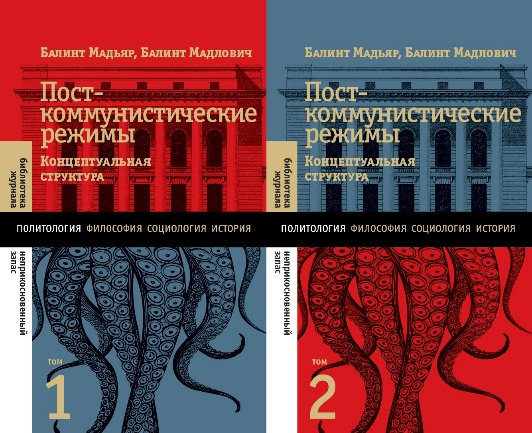 Балинт Мадьяр, Балинт Мадлович
Пост-
коммунистические
режимы
Концептуальная
структура
библиотека
журнала
политология философия социология история
неприкосновенный
запас
том
1
Балинт Мадьяр, Балинт Мадлович
Пост-
коммунистические
режимы
Концептуальная
структура
библиотека
журнала
политология философия социология история
неприкосновенный
запас
том
2